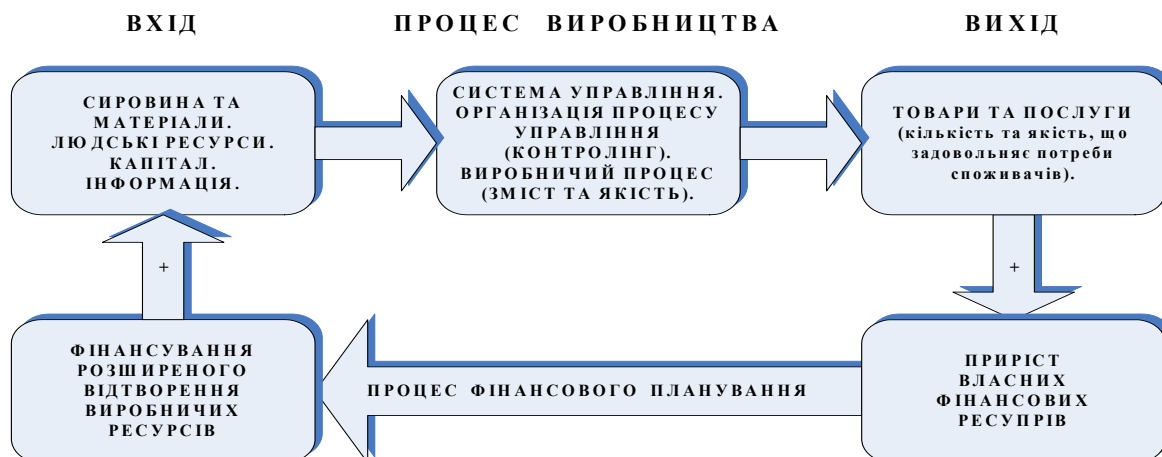 ВХІД
ПРОЦЕС ВИРОБНИЦТВА
ВИХІД
СИРОВИНА ТА
МАТЕРІАЛИ.
ЛЮДСЬКІ РЕСУРСИ.
КАПІТАЛ.
ІНФОРМАЦІЯ.
СИСТЕМА УПРАВЛІННЯ.
ОРГАНІЗАЦІЯ ПРОЦЕСУ
УПРАВЛІННЯ
(КОНТРОЛІНГ).
ВИРОБНИЧИЙ ПРОЦЕС
(ЗМІСТ ТА ЯКІСТЬ).
ТОВАРИ ТА ПОСЛУГИ
(кількість та якість, що
задовольняє потреби
споживачів).
+
+
ФІНАНСУВАННЯ
РОЗШИРЕНОГО
ВІДТВОРЕННЯ
ВИРОБНИЧИХ
РЕСУРСІВ
ПРОЦЕС ФІНАНСОВОГО ПЛАНУВАННЯ
ПРИРІСТ
ВЛАСНИХ
ФІНАНСОВИХ
РЕСУПРІВ